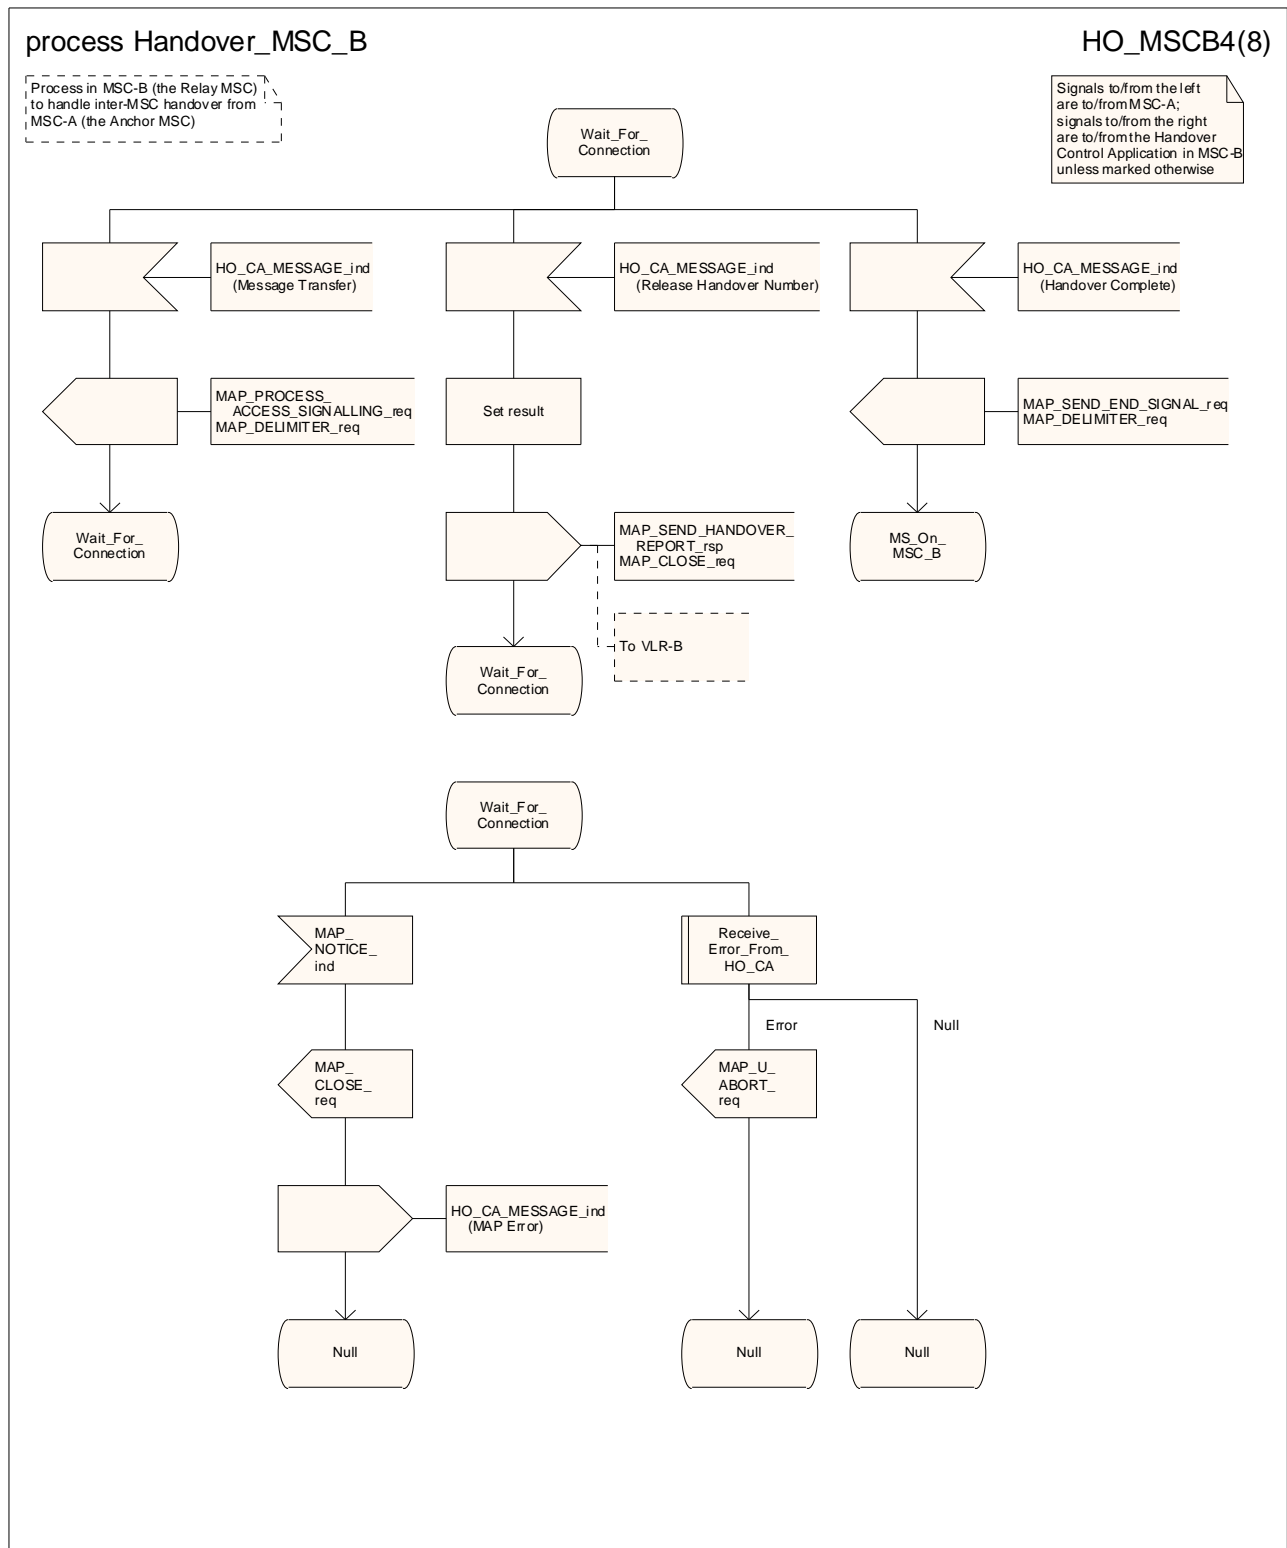 process Handover_MSC_B
HO_MSCB4(8)
Process in MSC-B (the Relay MSC)
to handle inter-MSC handover from
MSC-A (the Anchor MSC)
Signals to/from the left
are to/from MSC-A;
signals to/from the right
are to/from the Handover
Control Application in MSC-B
unless marked otherwise
Wait_For_
Connection
HO_CA_MESSAGE_ind
(Message Transfer)
HO_CA_MESSAGE_ind
(Release Handover Number)
HO_CA_MESSAGE_ind
(Handover Complete)
MAP_PROCESS_
ACCESS_SIGNALLING_req
MAP_DELIMITER_req
Set result
MAP_SEND_END_SIGNAL_req
MAP_DELIMITER_req
Wait_For_
Connection
MAP_SEND_HANDOVER_
REPORT_rsp
MAP_CLOSE_req
MS_On_
MSC_B
To VLR-B
Wait_For_
Connection
Wait_For_
Connection
MAP_
NOTICE_
ind
Receive_
Error_From_
HO_CA
Error
Null
MAP_
CLOSE_
req
MAP_U_
ABORT_
req
HO_CA_MESSAGE_ind
(MAP Error)
Null
Null
Null